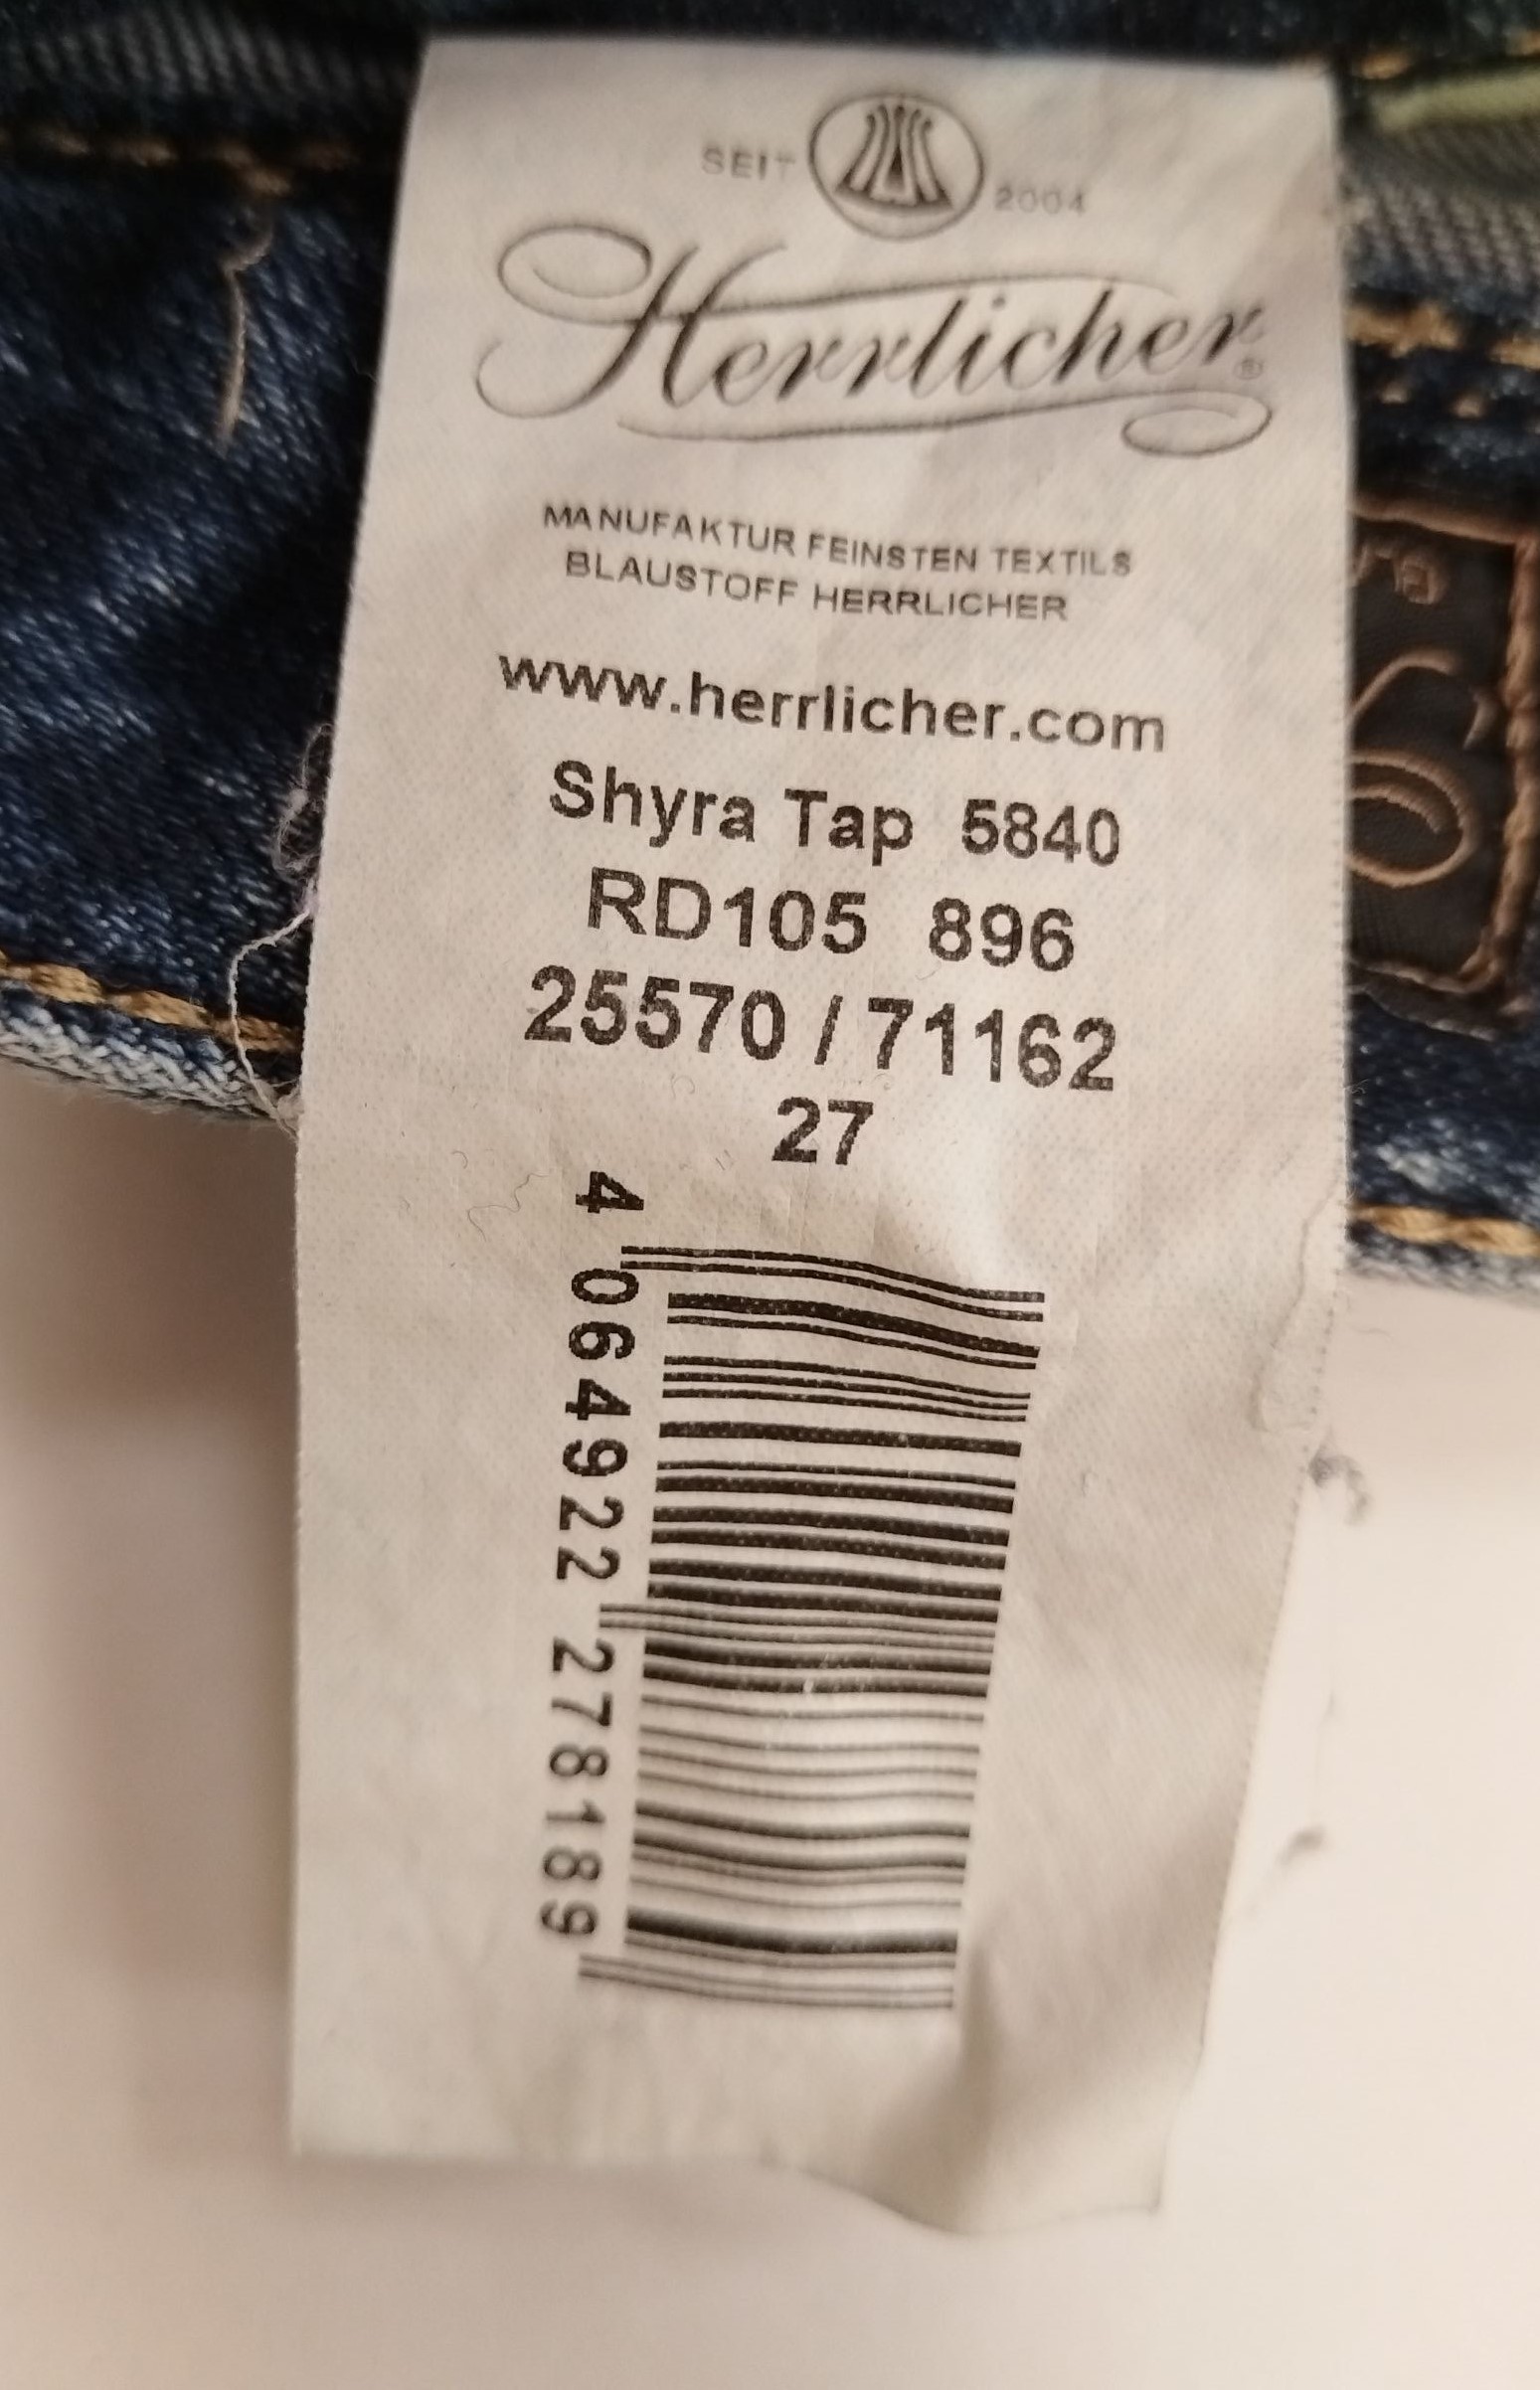 SEIT 2004
Herrlicher®
MANUFAKTUR FEINSTEN TEXTILS
BLAUSTOFF HERRLICHER
www.herrlicher.com
Shyra Tap 5840
RD105 896
25570 / 71162
27
4 064922 278189